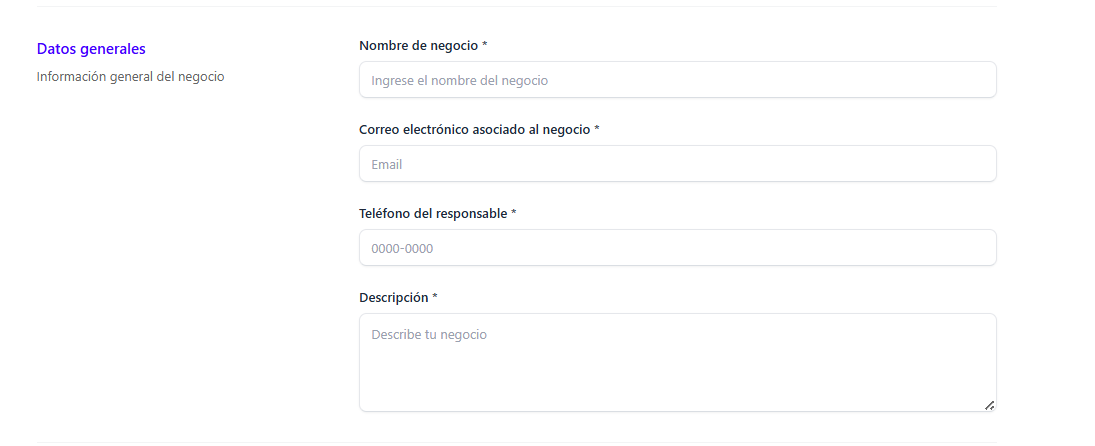 Datos generales
Información general del negocio
Nombre de negocio *
Ingrese el nombre del negocio
Correo electrónico asociado al negocio *
Email
Teléfono del responsable *
0000-0000
Descripción *
Describe tu negocio